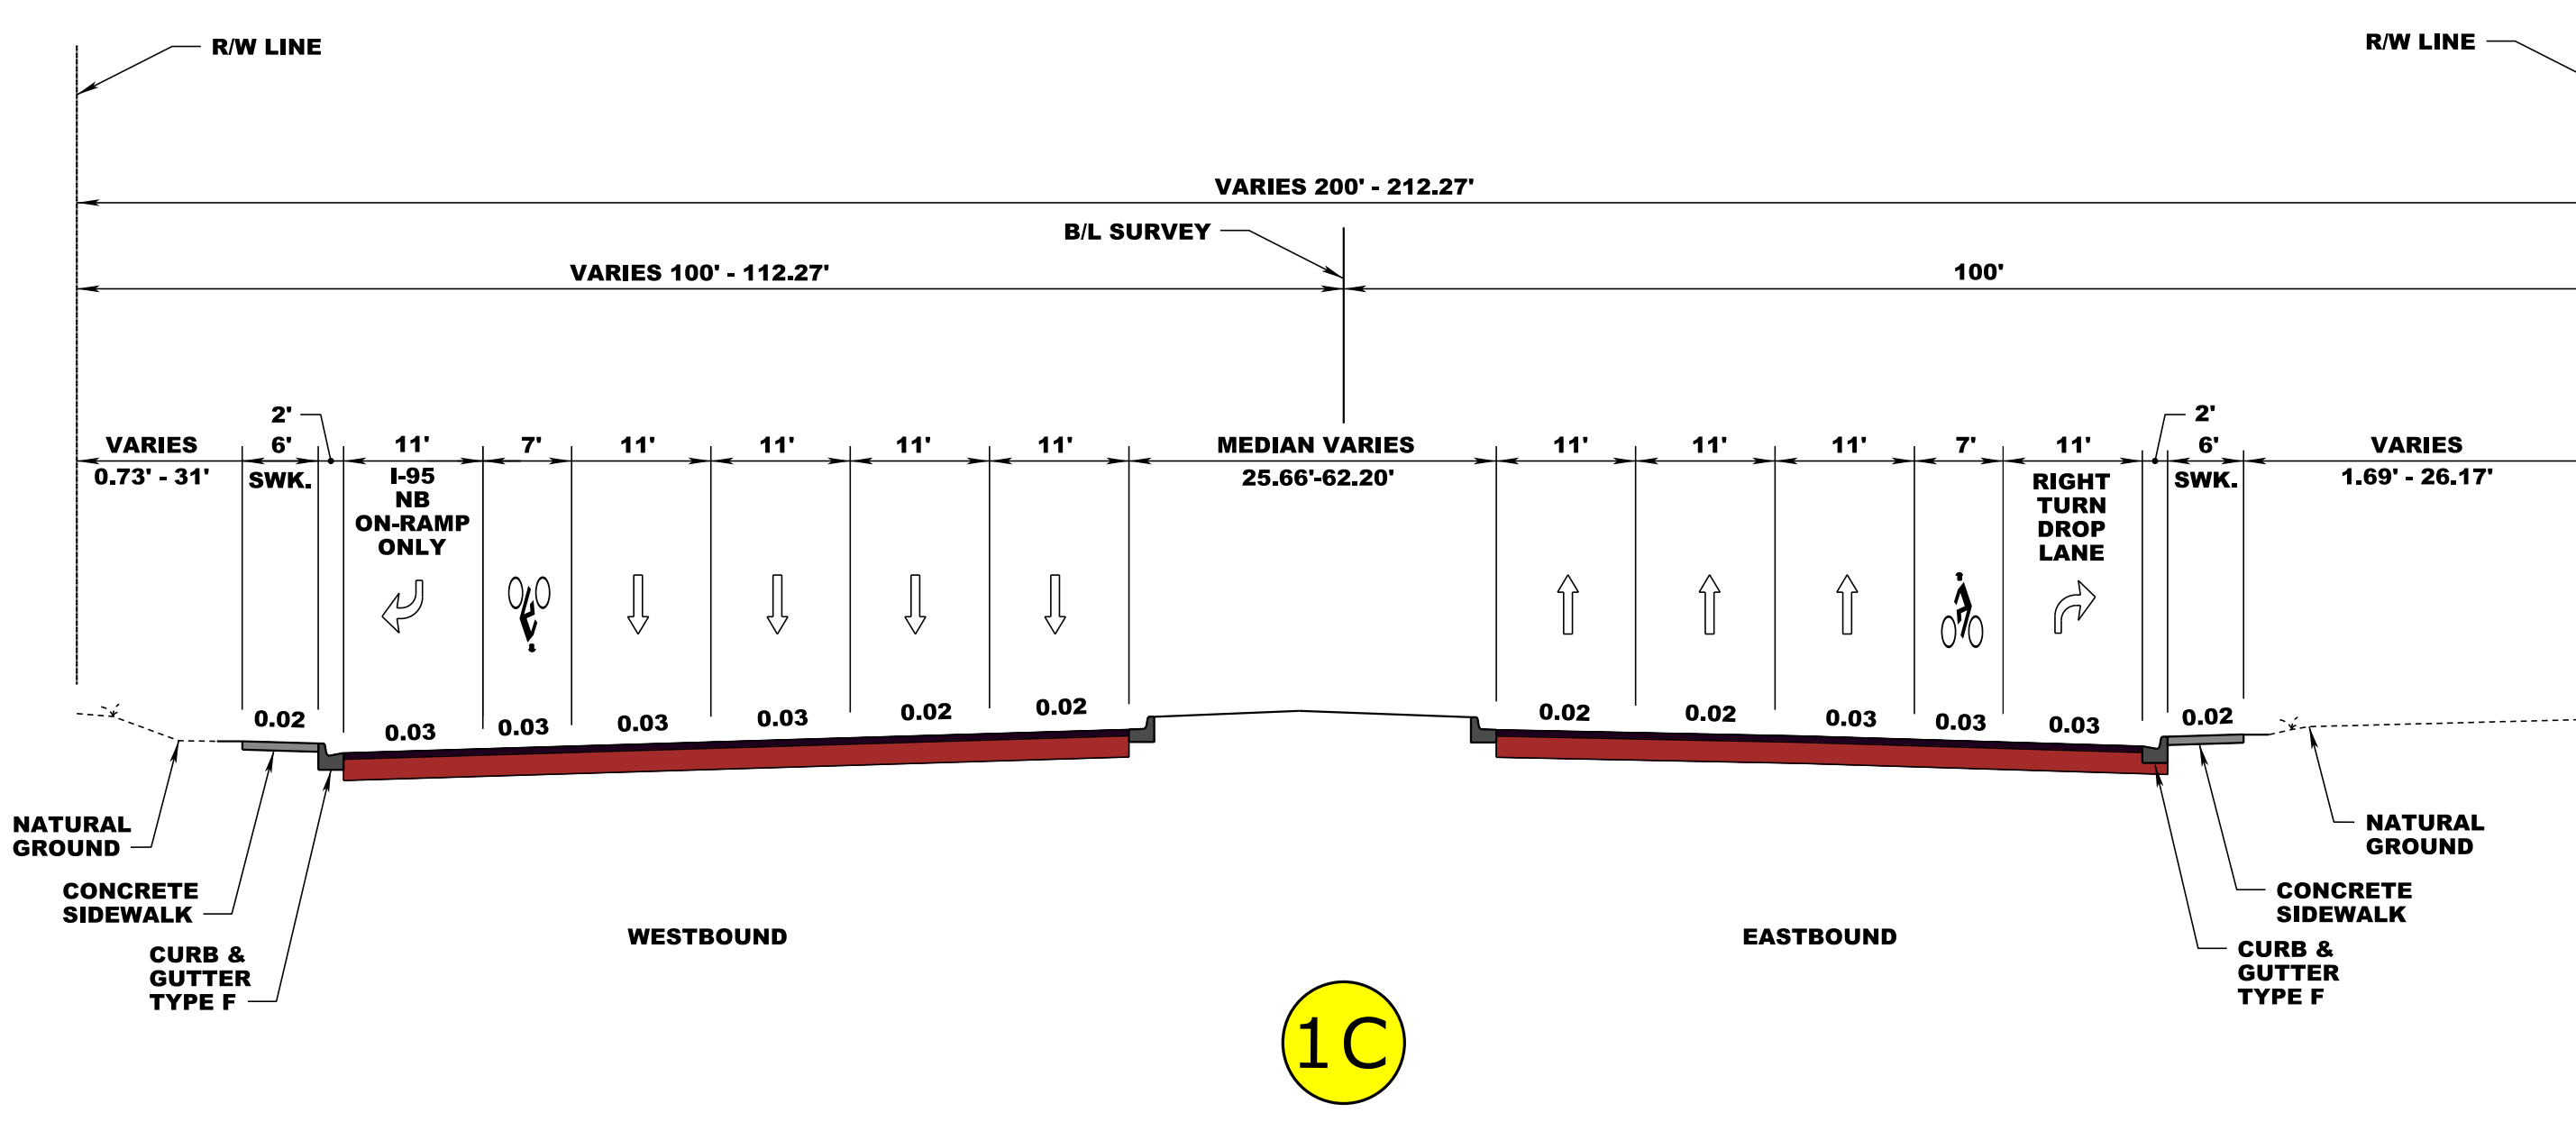 R/W LINE
R/W LINE
VARIES 200' - 212.27'
B/L SURVEY
VARIES 100' - 112.27'
100'
2'
2'
VARIES
6'
11'
7'
11'
11'
11'
11'
MEDIAN VARIES
11'
11'
11'
7'
11'
6'
VARIES
0.73' - 31'
SWK.
I-95
NB
ON-RAMP
ONLY
25.66'-62.20'
RIGHT
TURN
DROP
LANE
SWK.
1.69' - 26.17'
0.02
0.03
0.03
0.03
0.03
0.02
0.02
0.02
0.02
0.03
0.03
0.03
0.02
NATURAL
GROUND
CONCRETE
SIDEWALK
CURB &
GUTTER
TYPE F
WESTBOUND
EASTBOUND
NATURAL
GROUND
CONCRETE
SIDEWALK
CURB &
GUTTER
TYPE F
1C